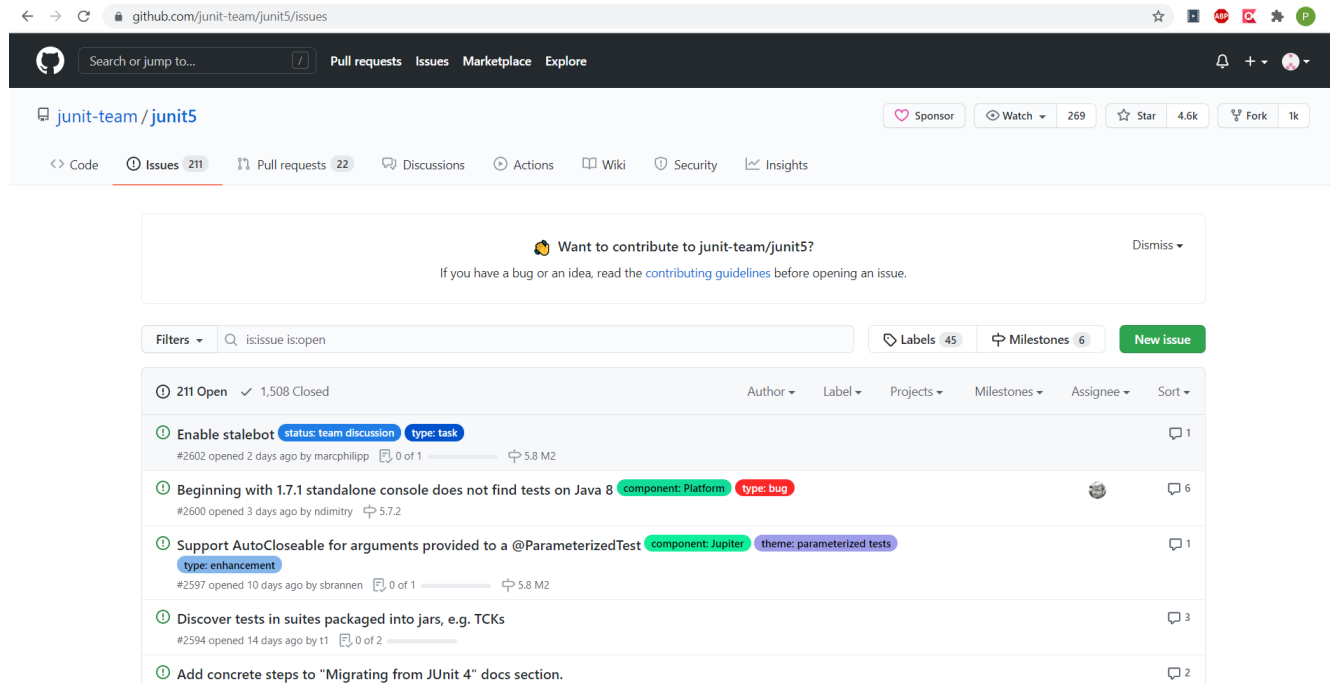 github.com/junit-team/junit5/issues
ABP
P
Search or jump to... / Pull requests Issues Marketplace Explore
junit-team / junit5 Sponsor Watch 269 Star 4.6k Fork 1k
Code Issues 211 Pull requests 22 Discussions Actions Wiki Security Insights
Want to contribute to junit-team/junit5? Dismiss
If you have a bug or an idea, read the contributing guidelines before opening an issue.
Filters is:issue is:open Labels 45 Milestones 6 New issue
211 Open 1,508 Closed Author Label Projects Milestones Assignee Sort
Enable stalebot status: team discussion type: task 1
#2602 opened 2 days ago by marcphilipp 0 of 1 5.8 M2
Beginning with 1.7.1 standalone console does not find tests on Java 8 component: Platform type: bug 6
#2600 opened 3 days ago by ndimitry 5.7.2
Support AutoCloseable for arguments provided to a @ParameterizedTest component: Jupiter theme: parameterized tests 1
type: enhancement
#2597 opened 10 days ago by sbrannen 0 of 1 5.8 M2
Discover tests in suites packaged into jars, e.g. TCKs 3
#2594 opened 14 days ago by t1 0 of 2
Add concrete steps to "Migrating from JUnit 4" docs section. 2